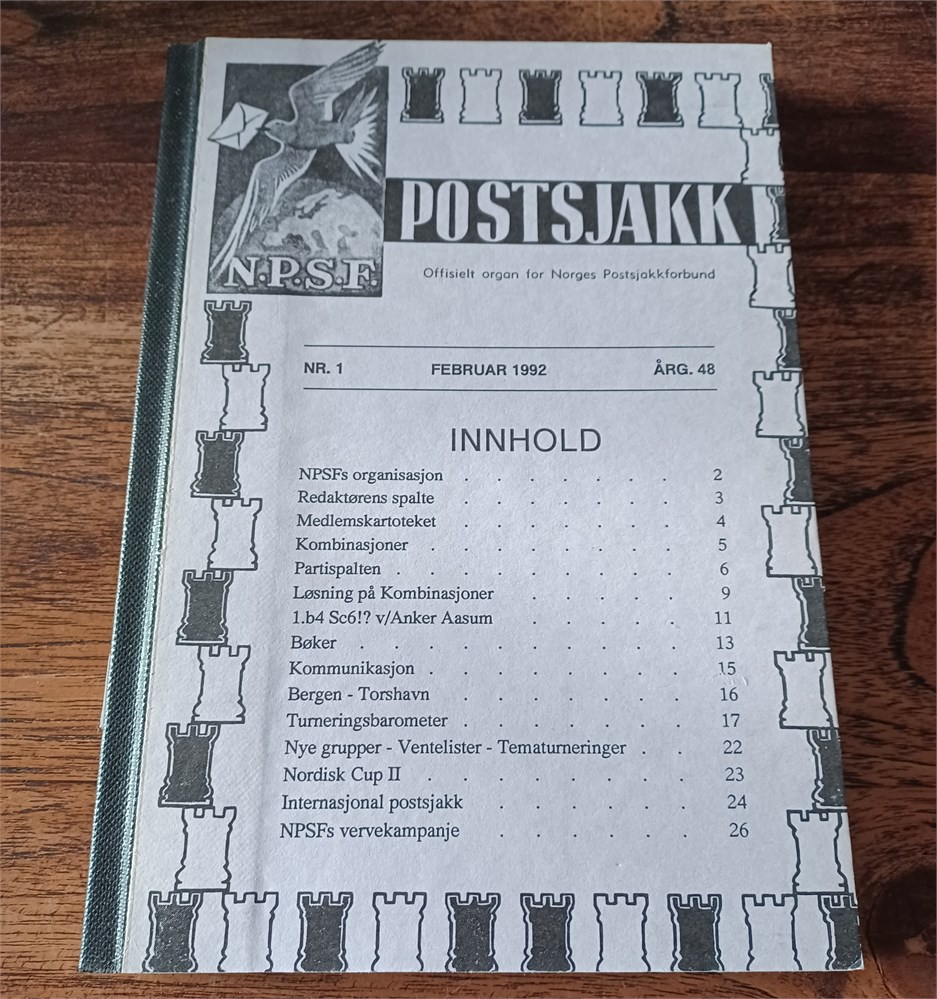 POSTSJAKK
N.P.S.F.
Offisielt organ for Norges Postsjakkforbund
NR. 1 FEBRUAR 1992 ÅRG. 48
INNHOLD
NPSFs organisasjon . . . . . . . 2
Redaktørens spalte . . . . . . . 3
Medlemskartoteket . . . . . . . 4
Kombinasjoner . . . . . . . . 5
Partispalten . . . . . . . . . 6
Løsning på Kombinasjoner . . . . . 9
1.b4 Sc6!? v/Anker Aasum . . . . . 11
Bøker . . . . . . . . . . 13
Kommunikasjon . . . . . . . . 15
Bergen - Torshavn . . . . . . 16
Turneringsbarometer . . . . . . . 17
Nye grupper - Ventelister - Tematurneringer . . 22
Nordisk Cup II . . . . . . . . 23
Internasjonal postsjakk . . . . . . 24
NPSFs vervekampanje . . . . . . 26